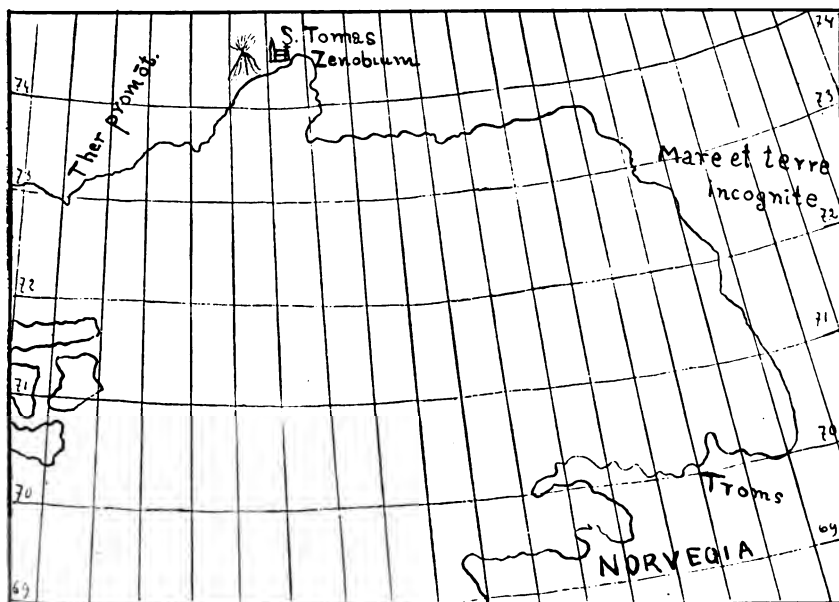 74
S. Tomas
Zenobium
74
Ther promōt.
73
Mare et terre
incognite
73
72
72
71
71
70
Troms
70
69
NORVEGIA
69